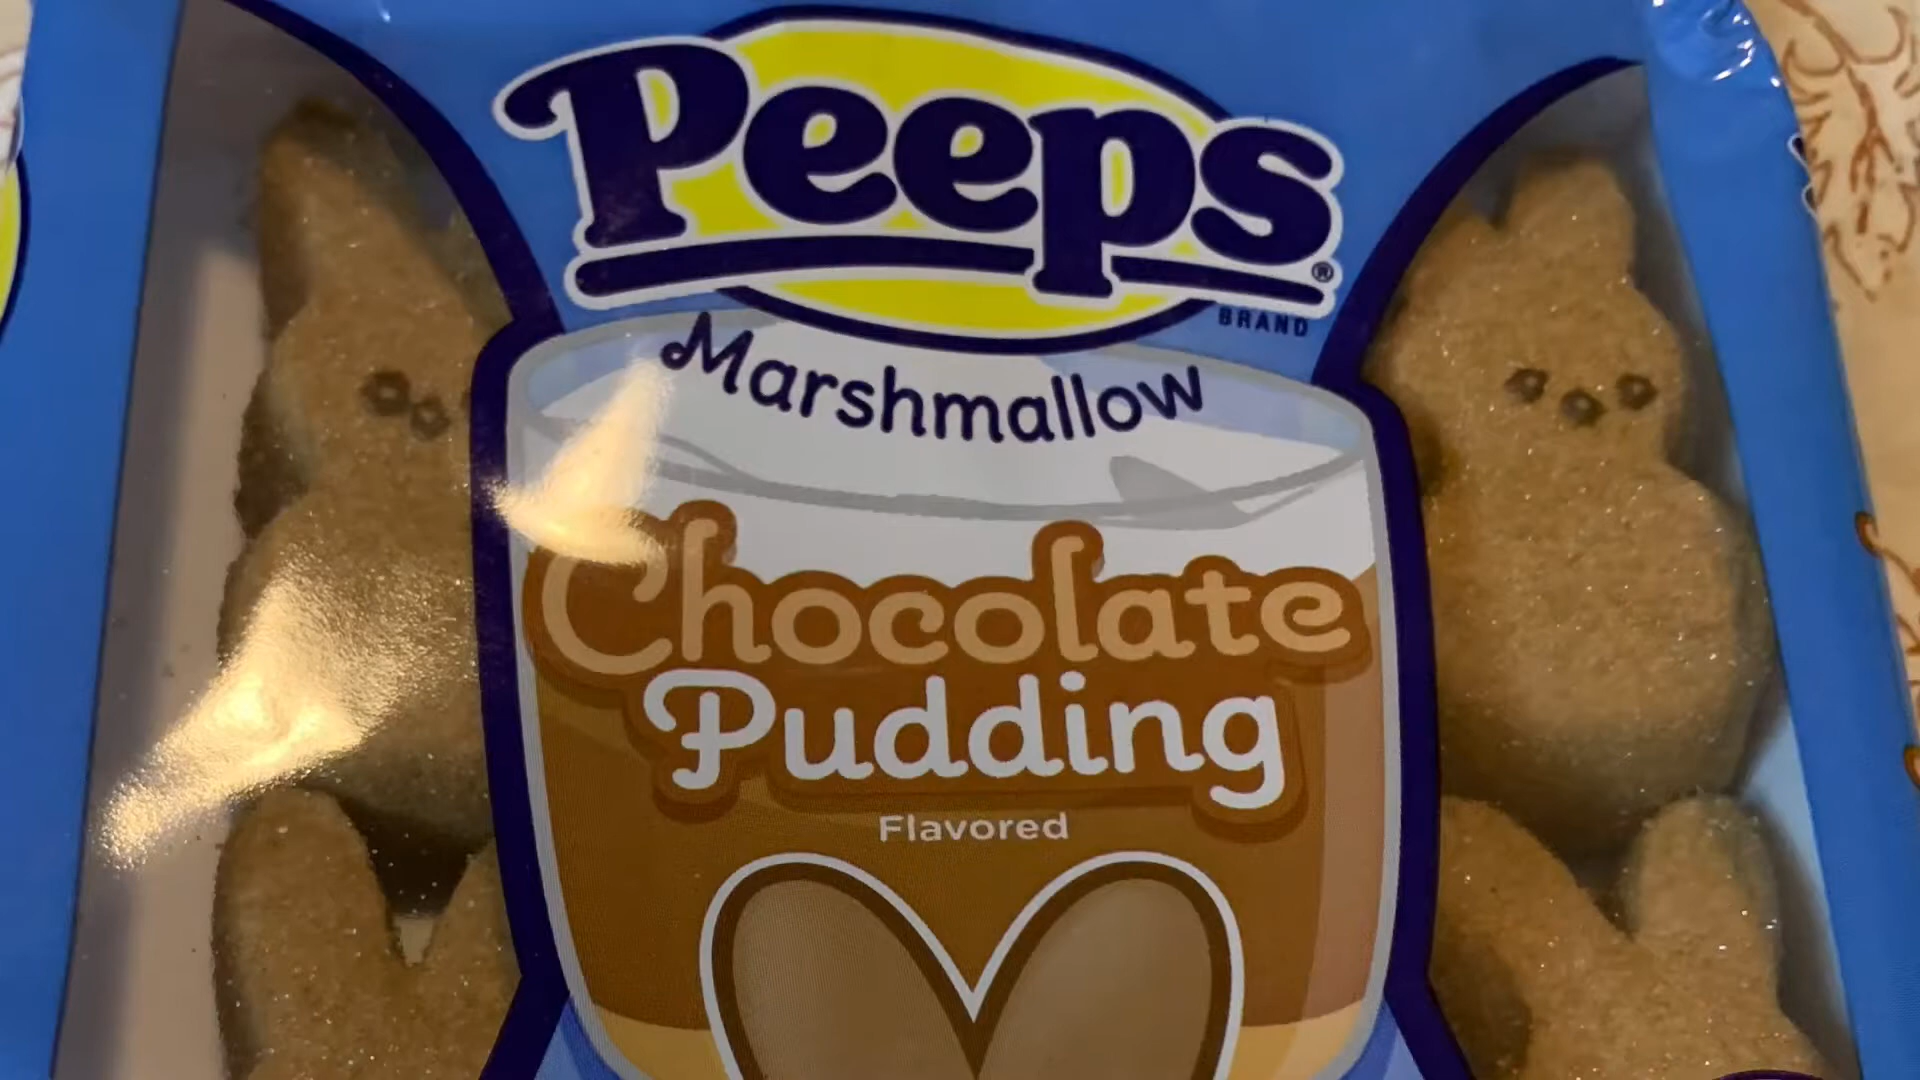 Peeps®
BRAND
Marshmallow
Chocolate
Pudding
Flavored